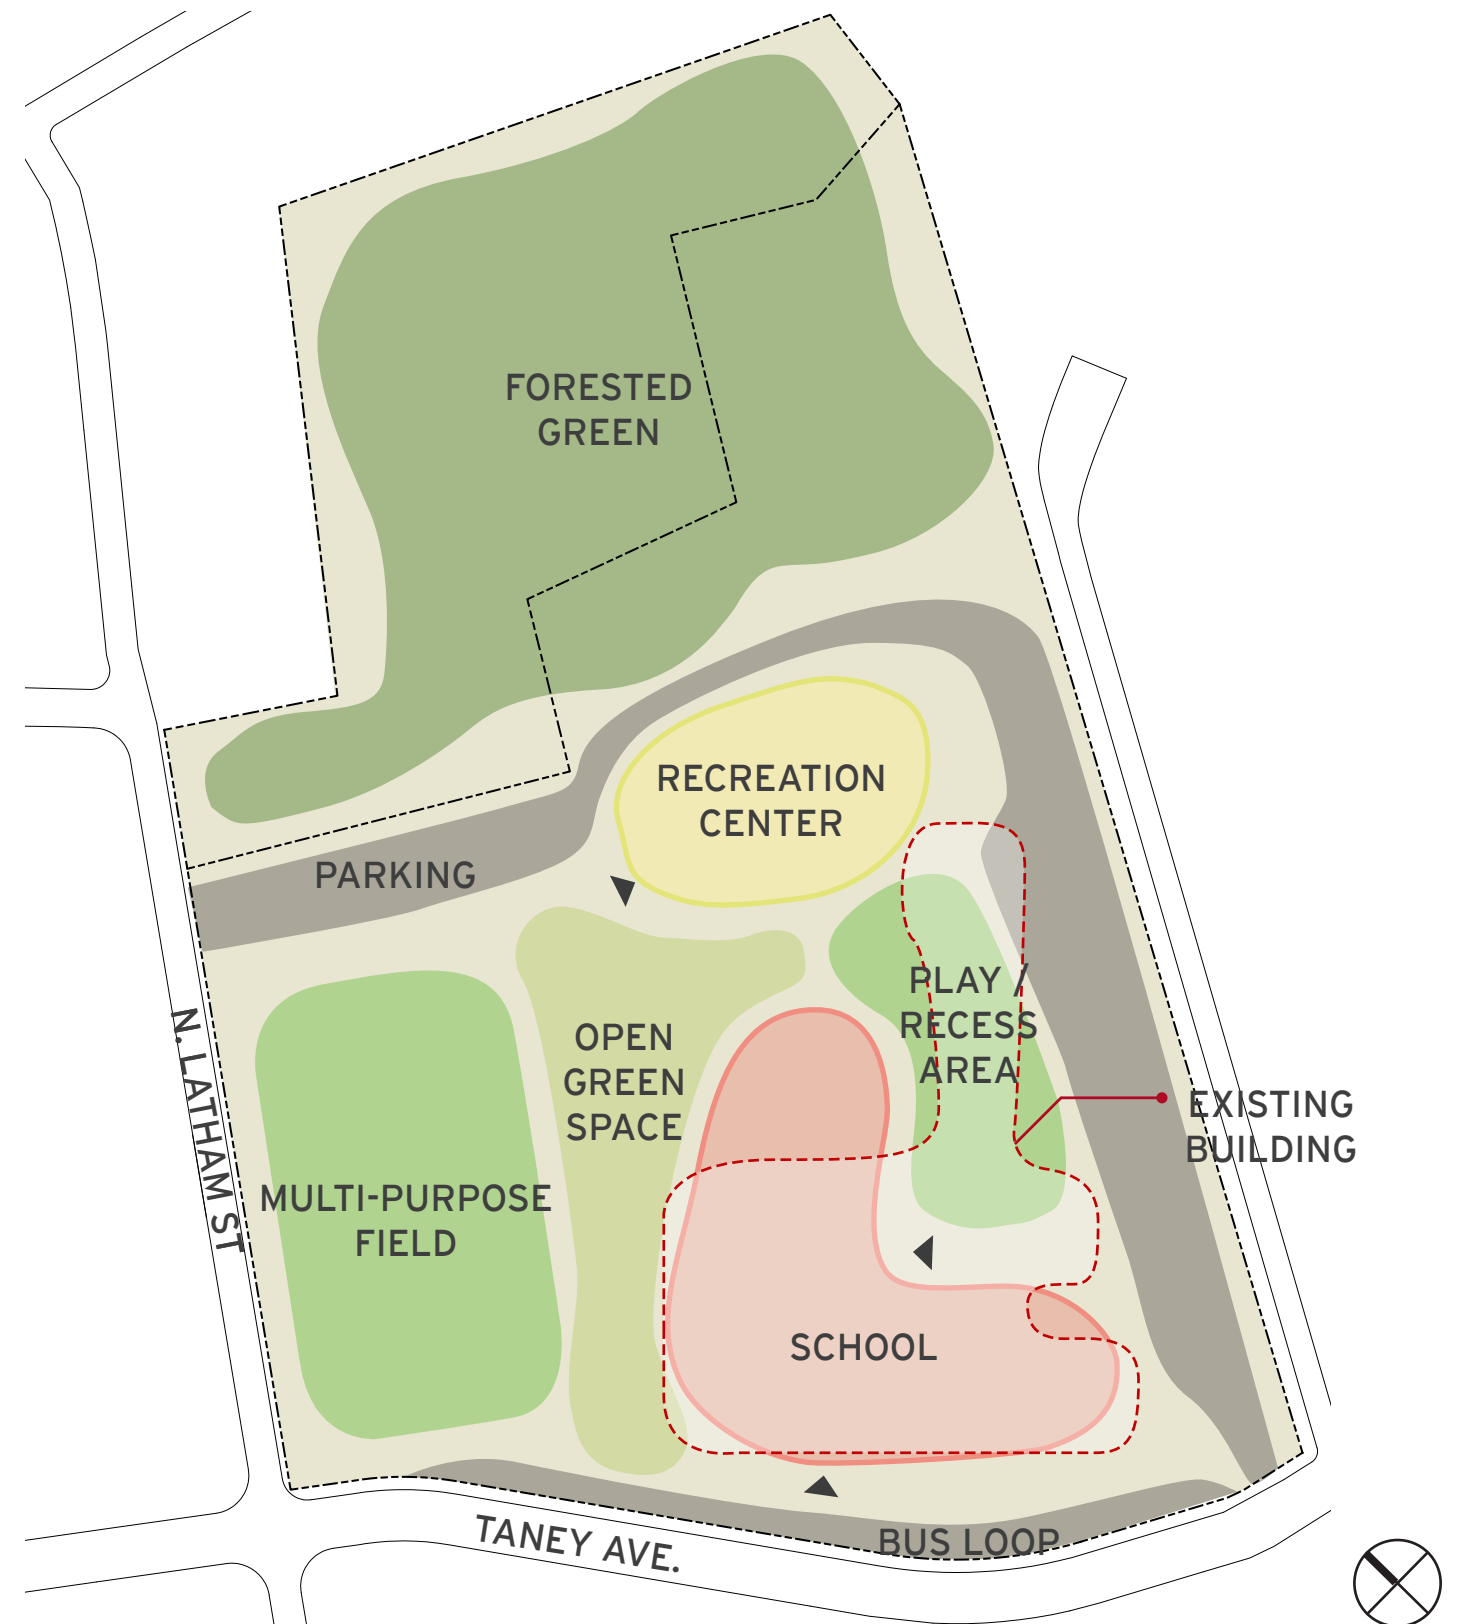 FORESTED
GREEN
RECREATION
CENTER
PARKING
PLAY /
RECESS
AREA
OPEN
GREEN
SPACE
N. LATHAM ST
EXISTING
BUILDING
MULTI-PURPOSE
FIELD
SCHOOL
TANEY AVE.
BUS LOOP